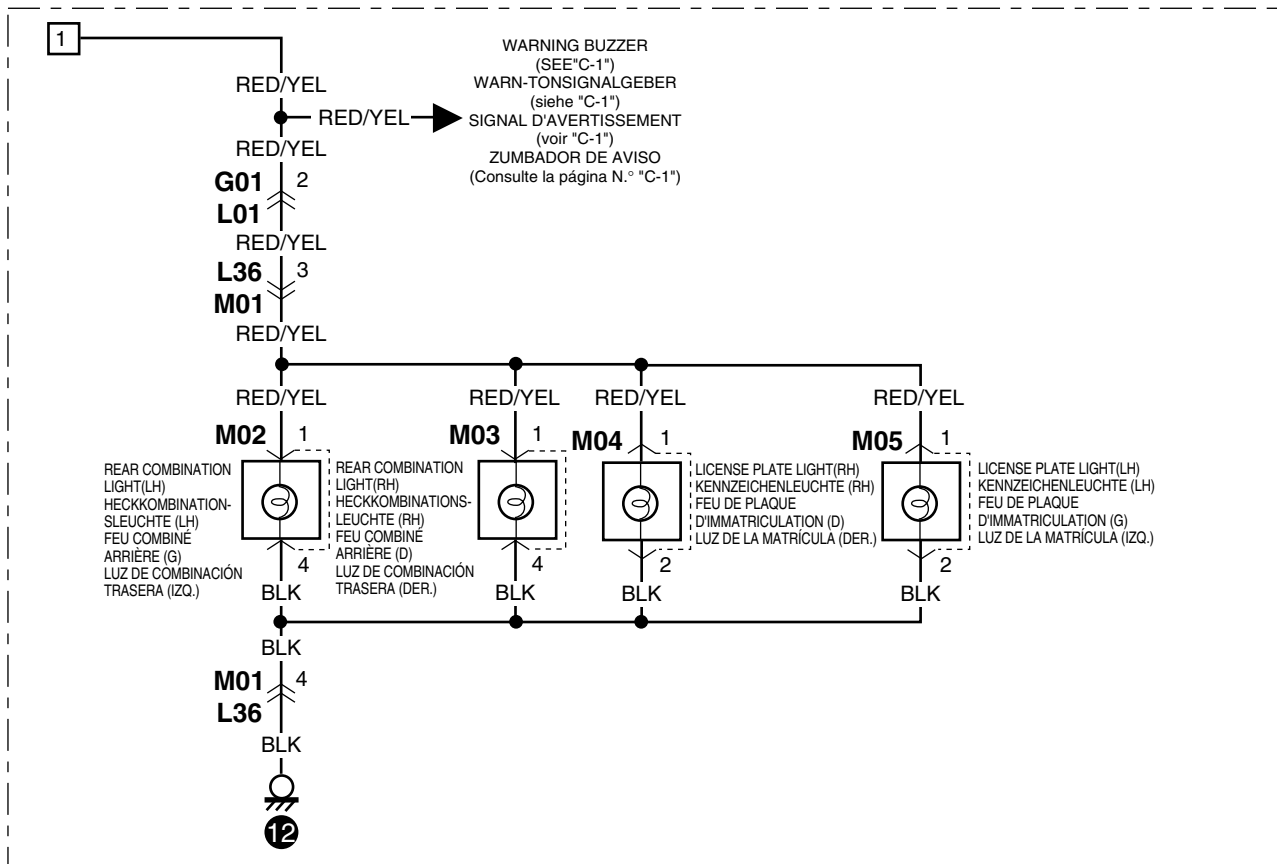 1
WARNING BUZZER
(SEE"C-1")
WARN-TONSIGNALGEBER
(siehe "C-1")
SIGNAL D'AVERTISSEMENT
(voir "C-1")
ZUMBADOR DE AVISO
(Consulte la página N.° "C-1")
RED/YEL
RED/YEL
RED/YEL
G01 2
L01
RED/YEL
L36 3
M01
RED/YEL
RED/YEL RED/YEL RED/YEL RED/YEL
M02 1 M03 1 M04 1 M05 1
REAR COMBINATION
LIGHT(LH)
HECKKOMBINATION-
SLEUCHTE (LH)
FEU COMBINÉ
ARRIÈRE (G)
LUZ DE COMBINACIÓN
TRASERA (IZQ.)
REAR COMBINATION
LIGHT(RH)
HECKKOMBINATIONS-
LEUCHTE (RH)
FEU COMBINÉ
ARRIÈRE (D)
LUZ DE COMBINACIÓN
TRASERA (DER.)
LICENSE PLATE LIGHT(RH)
KENNZEICHENLEUCHTE (RH)
FEU DE PLAQUE
D'IMMATRICULATION (D)
LUZ DE LA MATRÍCULA (DER.)
LICENSE PLATE LIGHT(LH)
KENNZEICHENLEUCHTE (LH)
FEU DE PLAQUE
D'IMMATRICULATION (G)
LUZ DE LA MATRÍCULA (IZQ.)
4 4 2 2
BLK BLK BLK BLK
BLK
M01 4
L36
BLK
12